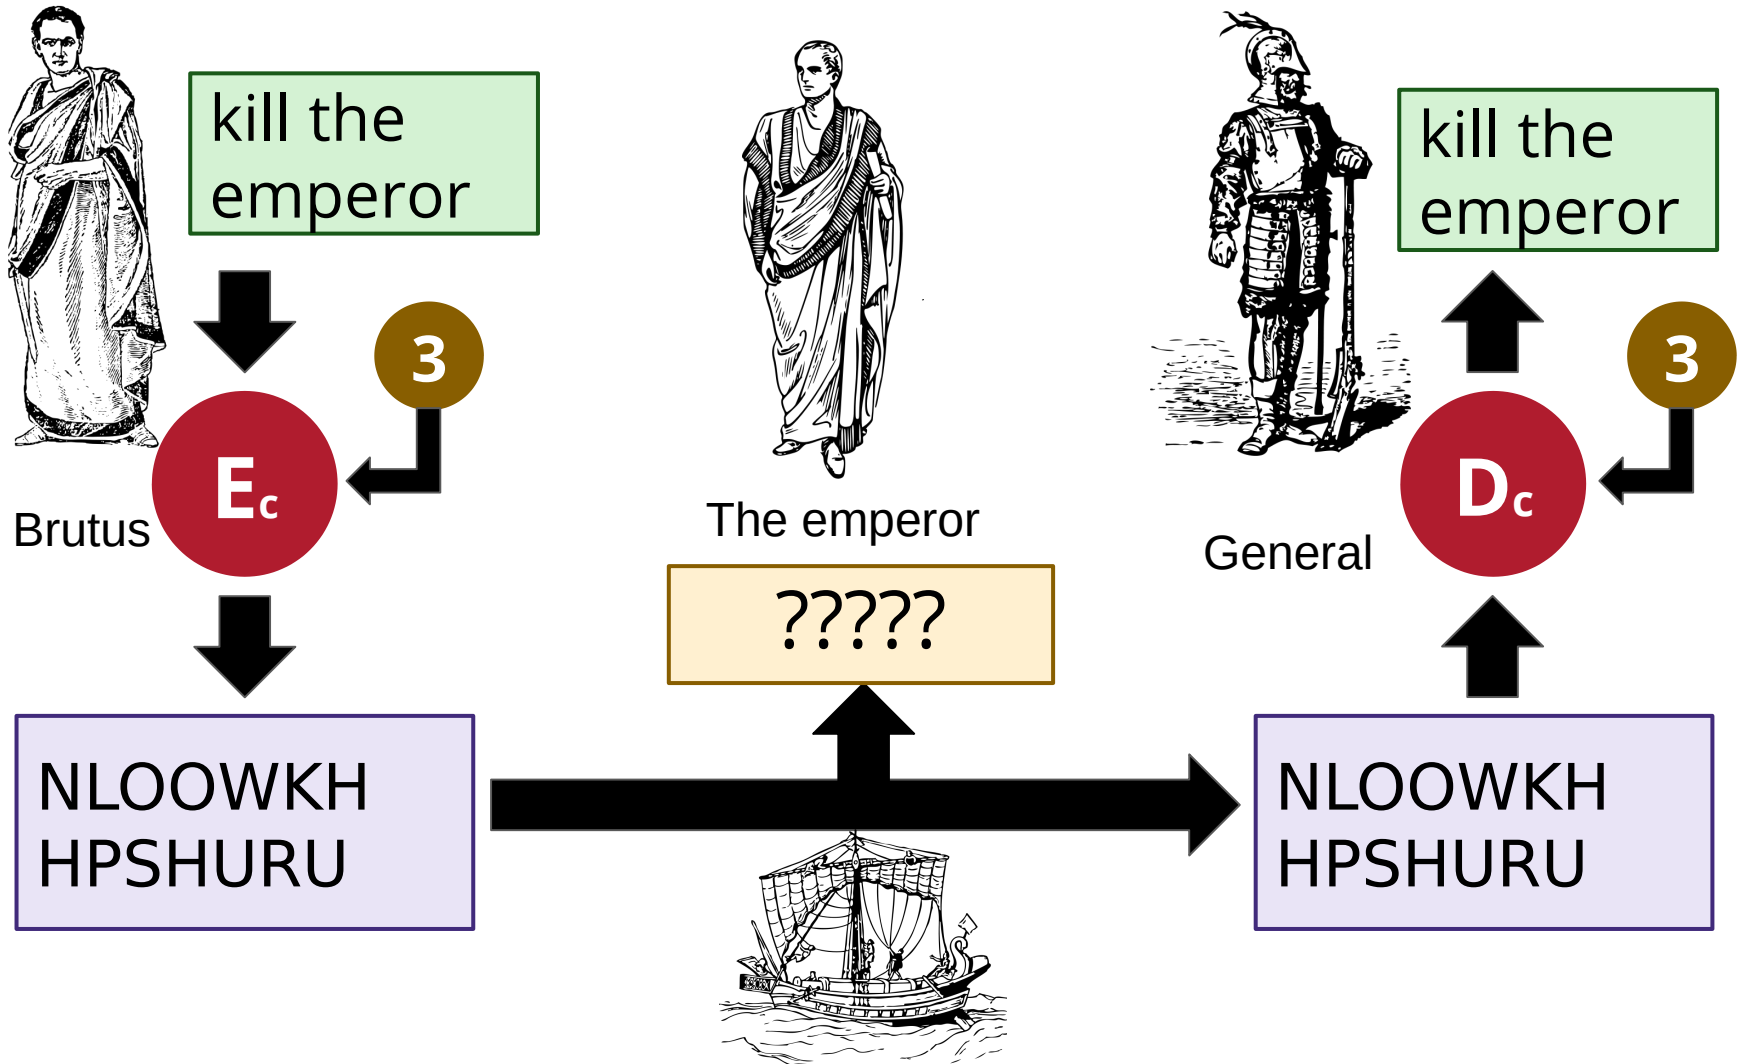 kill the
emperor
3
Ec
Brutus
NLOOWKH
HPSHURU
The emperor
?????
General
kill the
emperor
3
Dc
NLOOWKH
HPSHURU